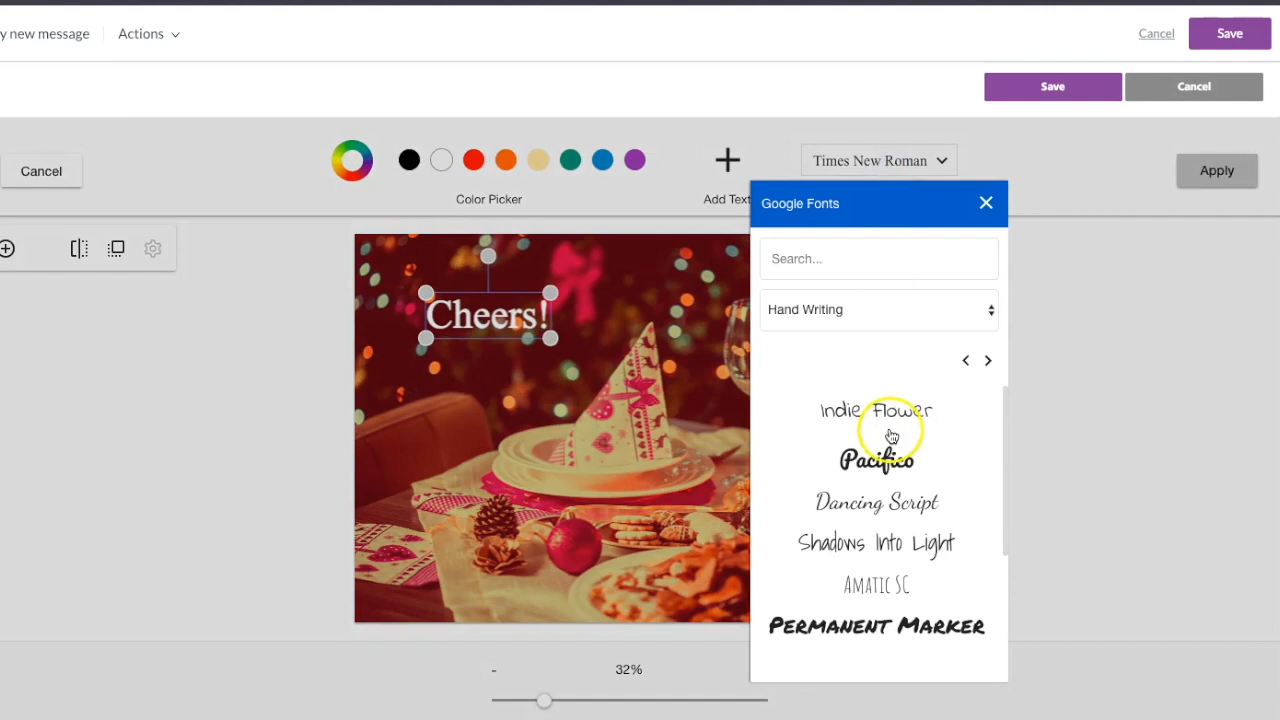 y new message Actions Cancel Save
Save Cancel
Cancel Times New Roman Apply
Color Picker Add Text
Google Fonts
Search...
Cheers!
Hand Writing
Indie Flower
Pacifico
Dancing Script
Shadows Into Light
Amatic SC
Permanent Marker
- 32%